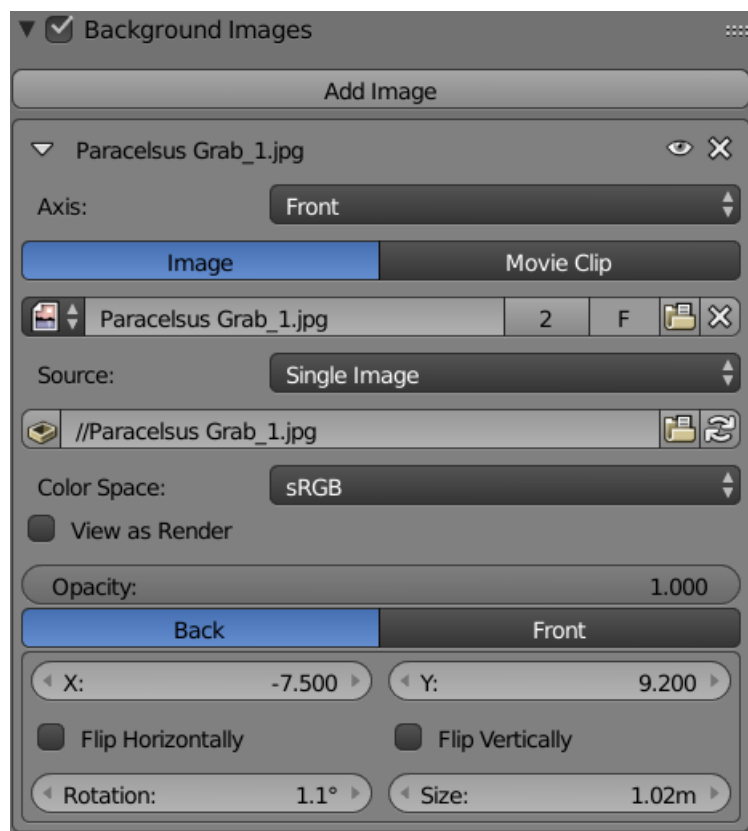 Background Images
Add Image
Paracelsus Grab_1.jpg
Axis: Front
Image Movie Clip
Paracelsus Grab_1.jpg 2 F
Source: Single Image
//Paracelsus Grab_1.jpg
Color Space: sRGB
View as Render
Opacity: 1.000
Back Front
X: -7.500 Y: 9.200
Flip Horizontally Flip Vertically
Rotation: 1.1° Size: 1.02m